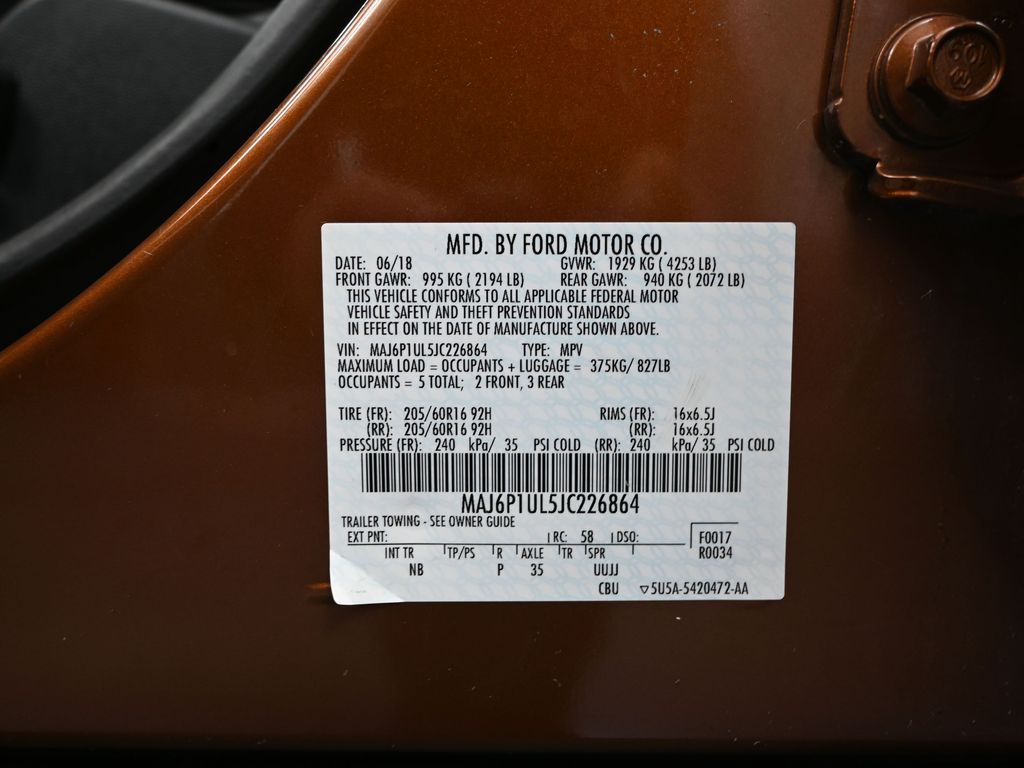 109
MFD. BY FORD MOTOR CO.
DATE: 06/18 GVWR: 1929 KG ( 4253 LB)
FRONT GAWR: 995 KG ( 2194 LB) REAR GAWR: 940 KG ( 2072 LB)
THIS VEHICLE CONFORMS TO ALL APPLICABLE FEDERAL MOTOR
VEHICLE SAFETY AND THEFT PREVENTION STANDARDS
IN EFFECT ON THE DATE OF MANUFACTURE SHOWN ABOVE.
VIN: MAJ6P1UL5JC226864 TYPE: MPV
MAXIMUM LOAD = OCCUPANTS + LUGGAGE = 375KG/ 827LB
OCCUPANTS = 5 TOTAL; 2 FRONT, 3 REAR
TIRE (FR): 205/60R16 92H RIMS (FR): 16x6.5J
(RR): 205/60R16 92H (RR): 16x6.5J
PRESSURE (FR): 240 kPa/ 35 PSI COLD (RR): 240 kPa/ 35 PSI COLD
MAJ6P1UL5JC226864
TRAILER TOWING - SEE OWNER GUIDE
EXT PNT: RC: 58 DSO: F0017
INT TR TP/PS R AXLE TR SPR R0034
NB P 35 UUJJ
CBU 5U5A-5420472-AA